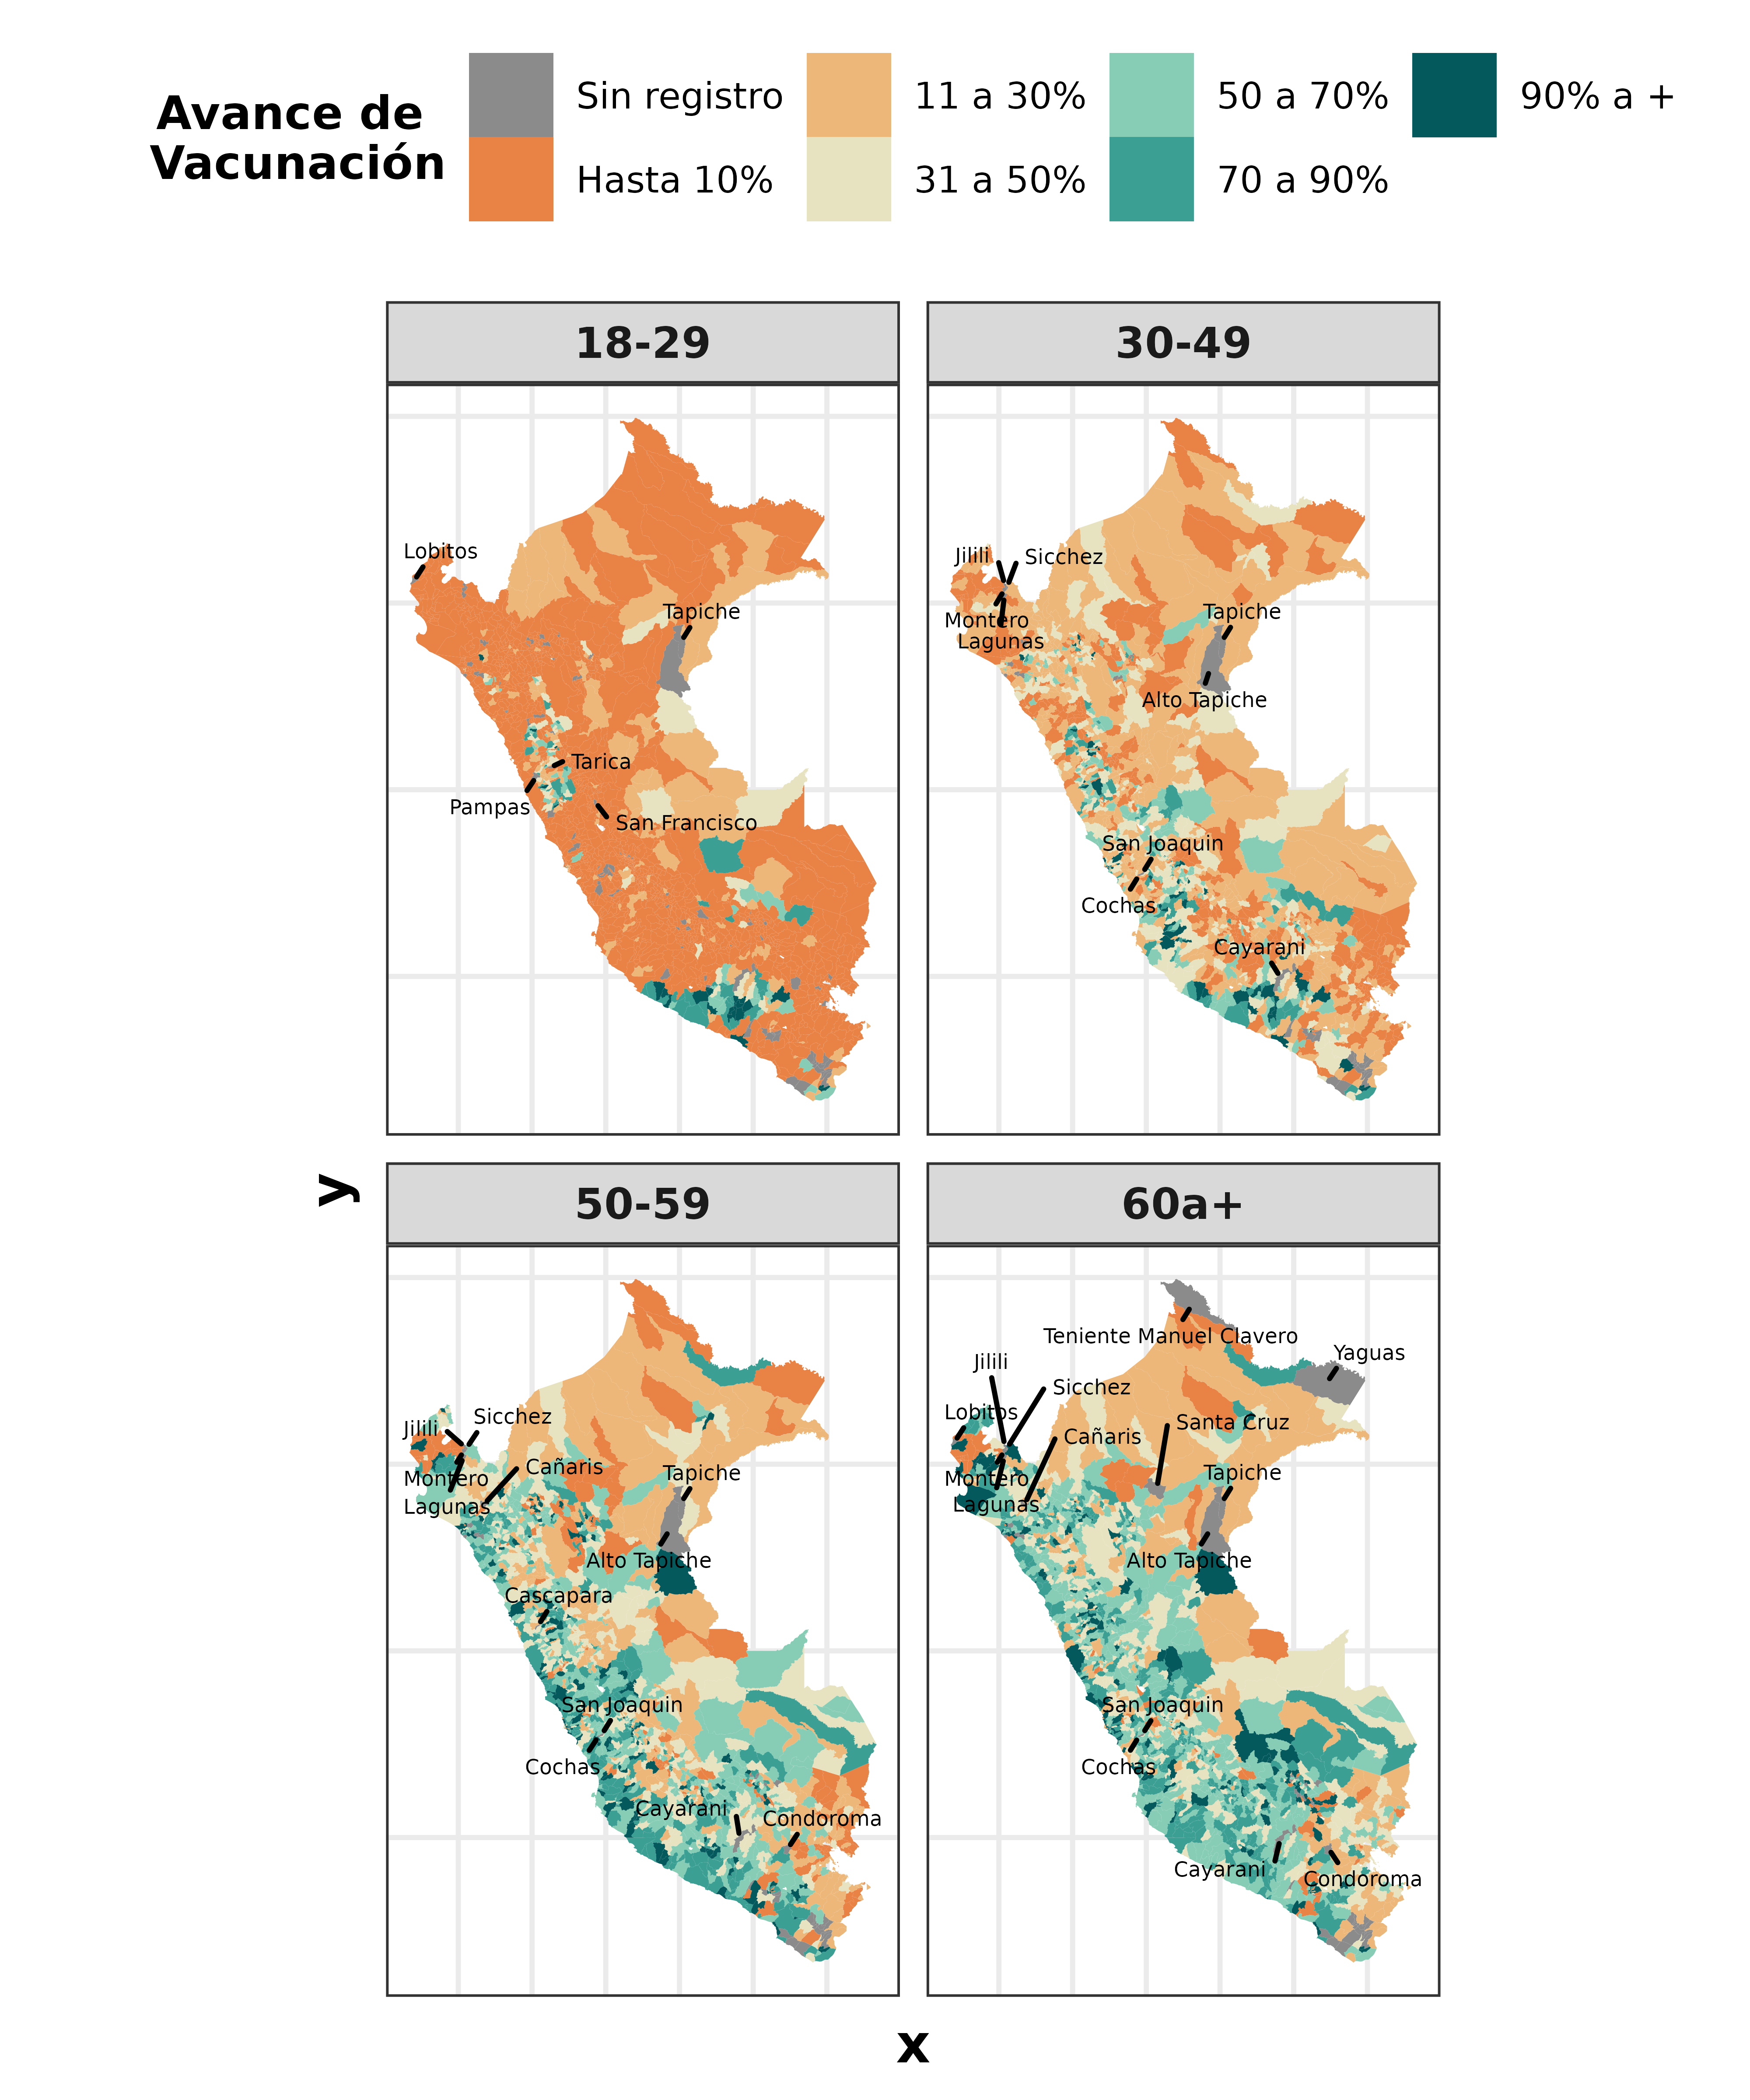 Avance de
Vacunación
Sin registro
11 a 30%
50 a 70%
90% a +
Hasta 10%
31 a 50%
70 a 90%
18-29
30-49
Lobitos
Tapiche
Tarica
Pampas
San Francisco
Jilili
Sicchez
Montero
Lagunas
Tapiche
Alto Tapiche
San Joaquin
Cochas
Cayarani
y
50-59
60a+
Sicchez
Jilili
Cañaris
Montero
Lagunas
Tapiche
Alto Tapiche
Cascapara
San Joaquin
Cochas
Cayarani
Condoroma
Teniente Manuel Clavero
Yaguas
Jilili
Sicchez
Lobitos
Santa Cruz
Cañaris
Montero
Tapiche
Lagunas
Alto Tapiche
San Joaquin
Cochas
Cayarani
Condoroma
x